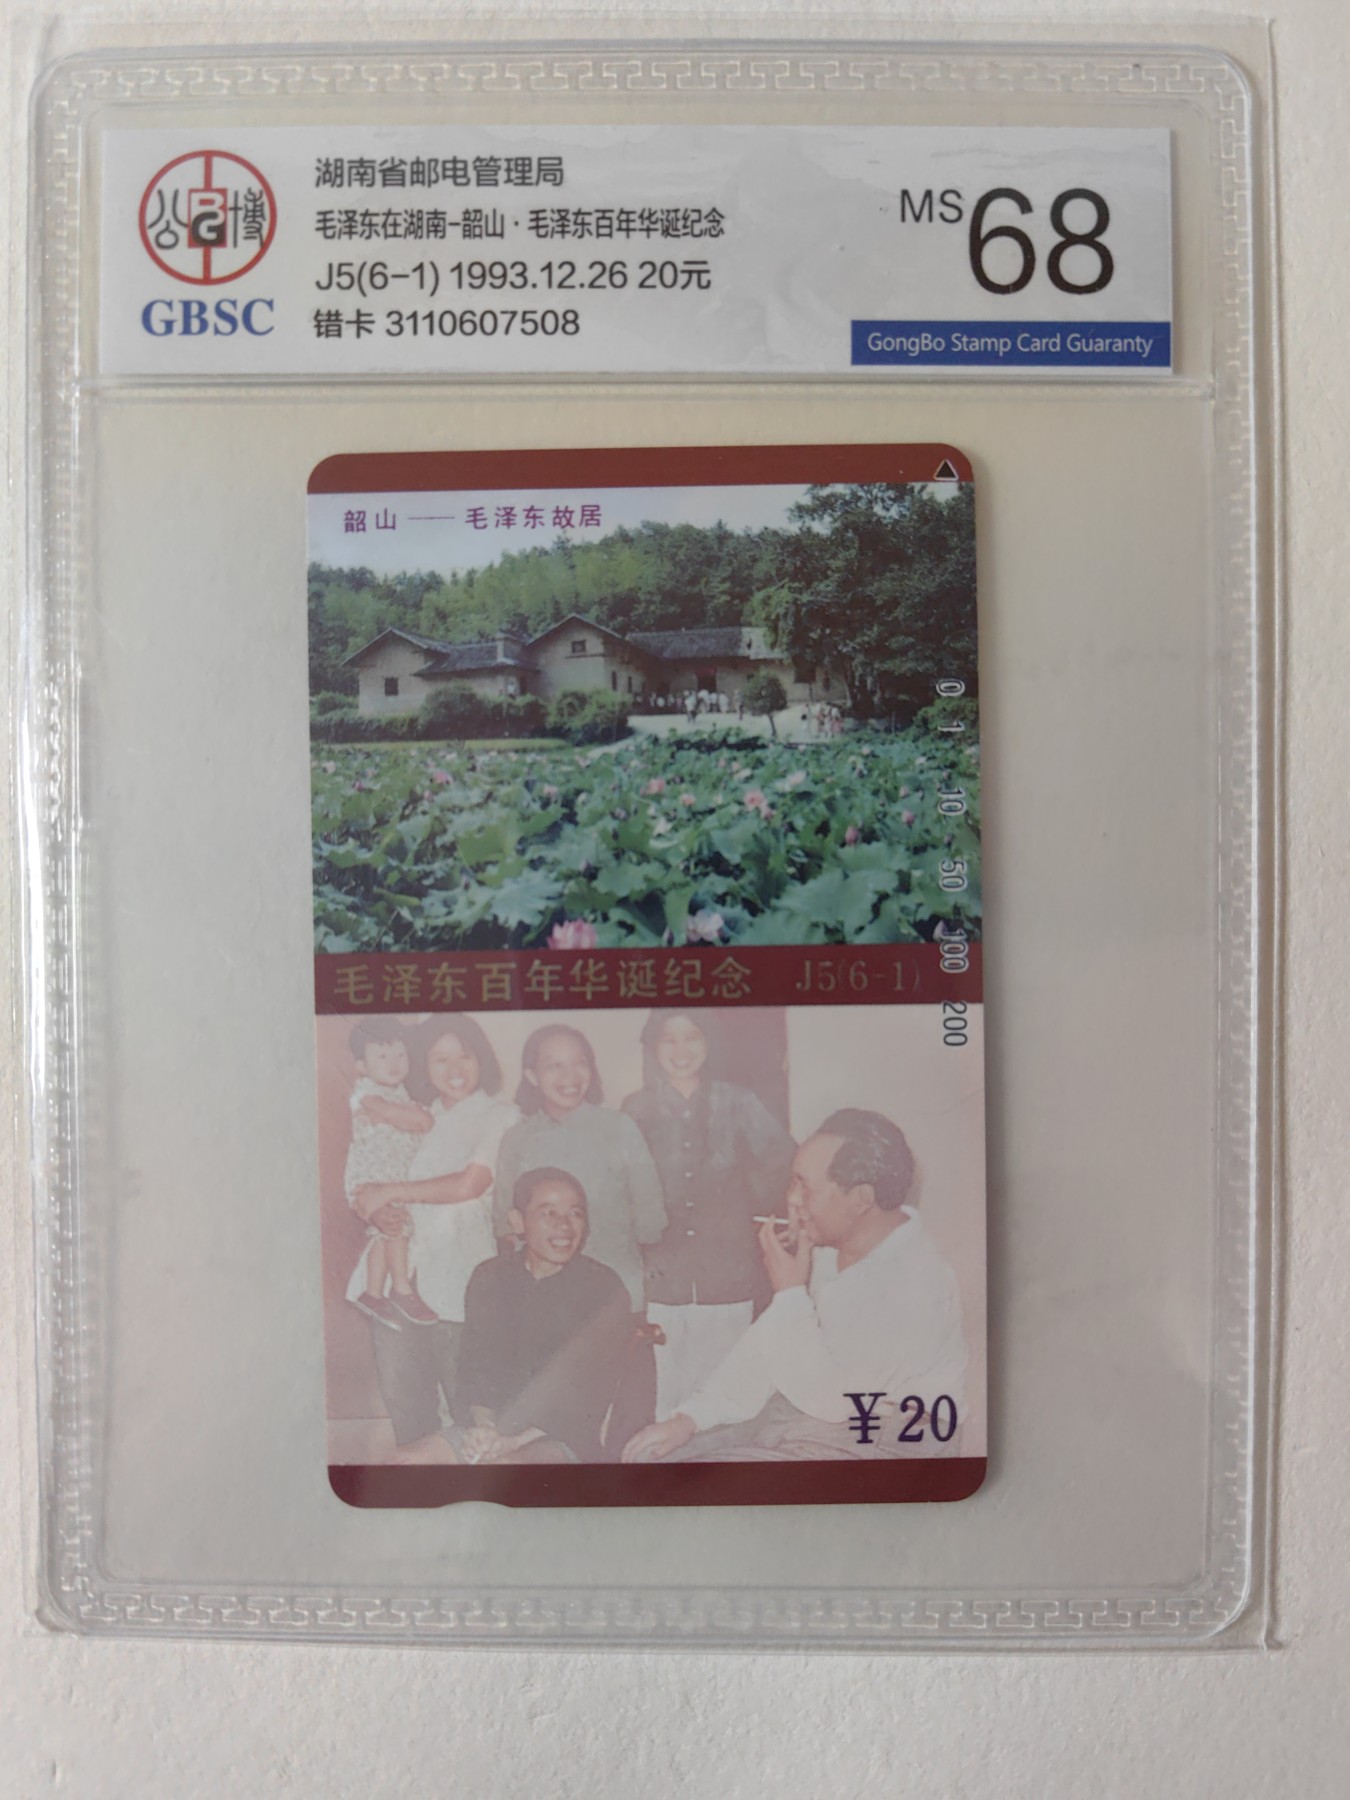 公博
BG
GBSC
湖南省邮电管理局
毛泽东在湖南-韶山·毛泽东百年华诞纪念
J5(6-1) 1993.12.26 20元
错卡 3110607508
MS 68
GongBo Stamp Card Guaranty
韶山——毛泽东故居
0 1 10 50 100 200
毛泽东百年华诞纪念 J5(6-1)
¥20